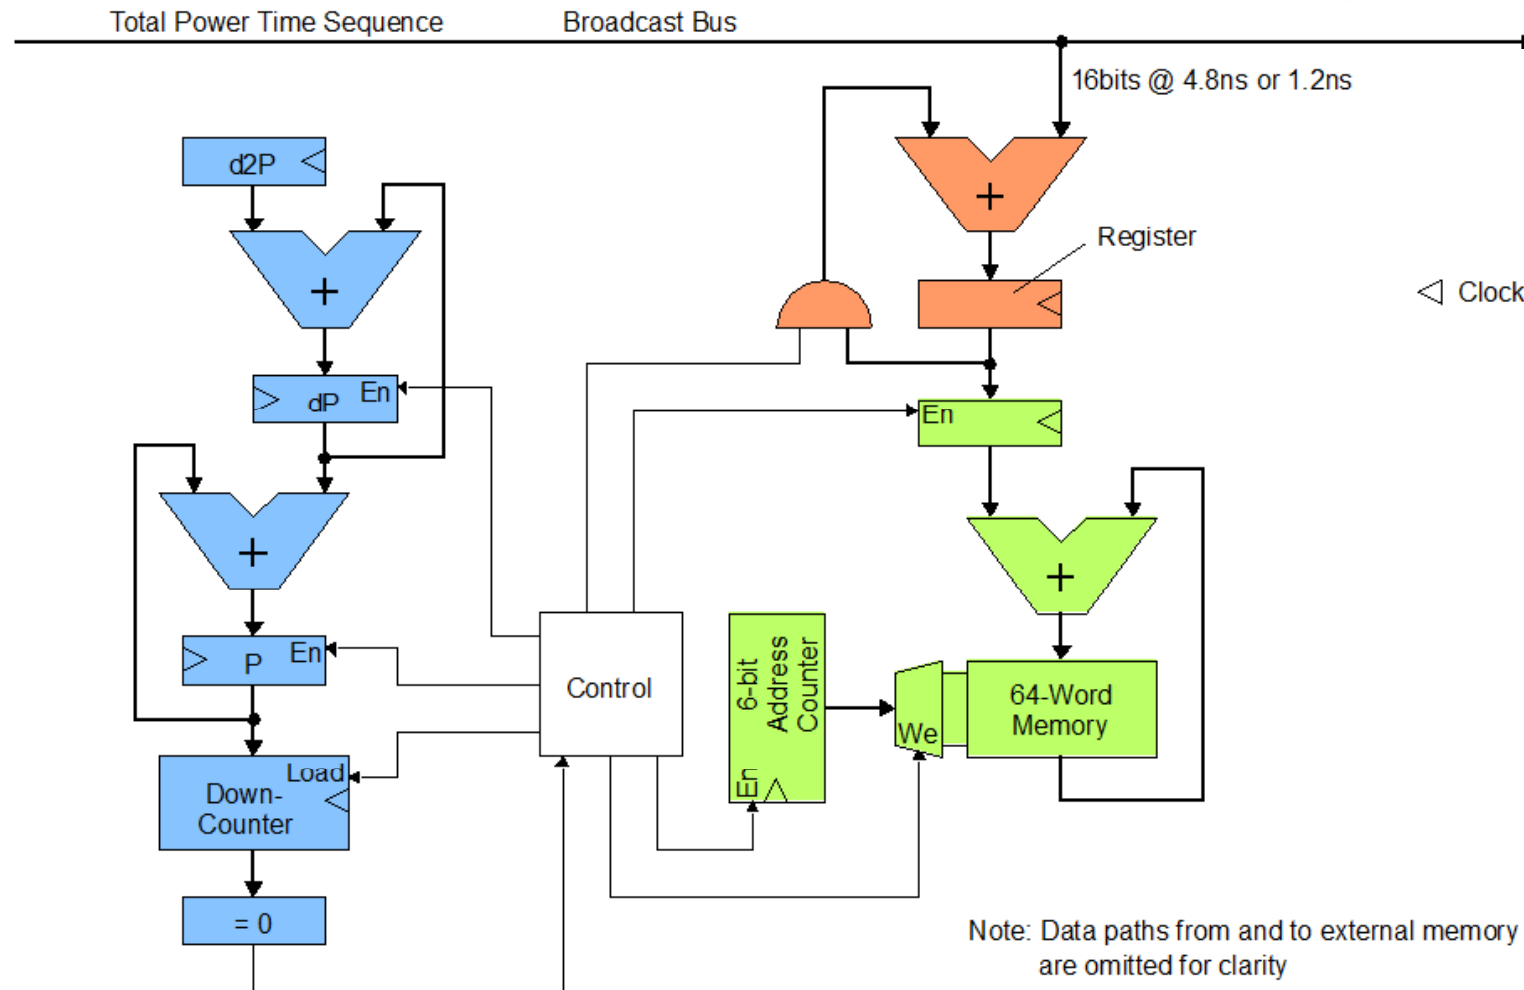 Total Power Time Sequence
Broadcast Bus
16bits @ 4.8ns or 1.2ns
d2P
+
+
Register
Clock
En
dP
En
+
+
En
P
Control
6-bit
Address
Counter
En
We
64-Word
Memory
Load
Down-
Counter
= 0
Note: Data paths from and to external memory
are omitted for clarity